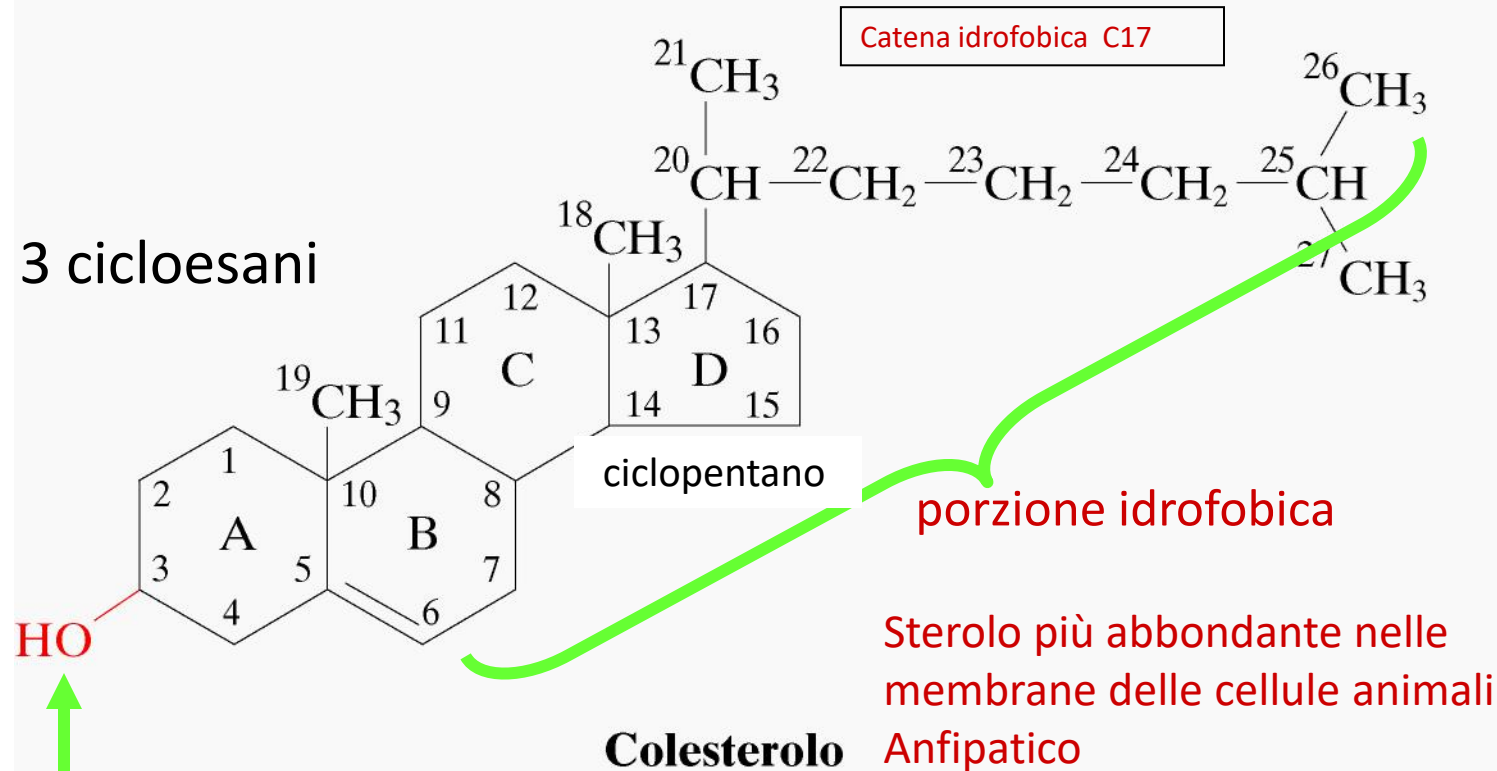 Catena idrofobica C17
21CH3
26CH3
20CH—22CH2—23CH2—24CH2—25CH
18CH3
27CH3
3 cicloesani
12
17
11
13
16
C
D
19CH3
9
14
15
1
ciclopentano
2
10
8
porzione idrofobica
A
B
3
5
7
4
6
HO
Sterolo più abbondante nelle
membrane delle cellule animali
Colesterolo
Anfipatico